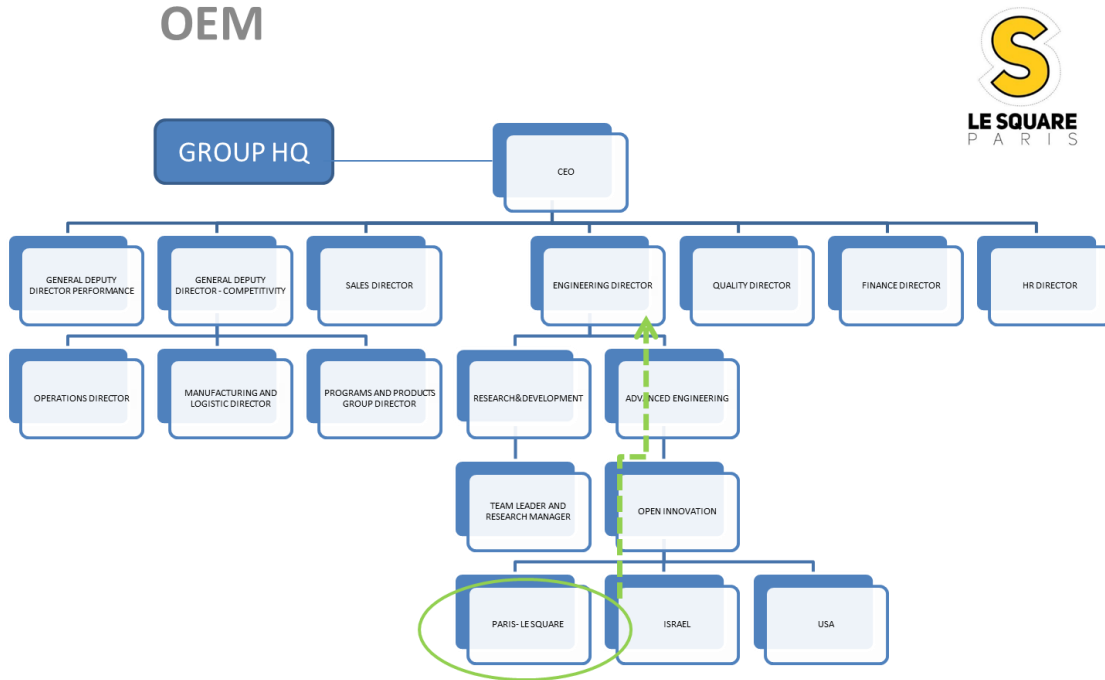 OEM
S
LE SQUARE
PARIS
GROUP HQ
CEO
GENERAL DEPUTY
DIRECTOR PERFORMANCE
GENERAL DEPUTY
DIRECTOR - COMPETITIVITY
SALES DIRECTOR
ENGINEERING DIRECTOR
QUALITY DIRECTOR
FINANCE DIRECTOR
HR DIRECTOR
OPERATIONS DIRECTOR
MANUFACTURING AND
LOGISTIC DIRECTOR
PROGRAMS AND PRODUCTS
GROUP DIRECTOR
RESEARCH&DEVELOPMENT
ADVANCED ENGINEERING
TEAM LEADER AND
RESEARCH MANAGER
OPEN INNOVATION
PARIS- LE SQUARE
ISRAEL
USA